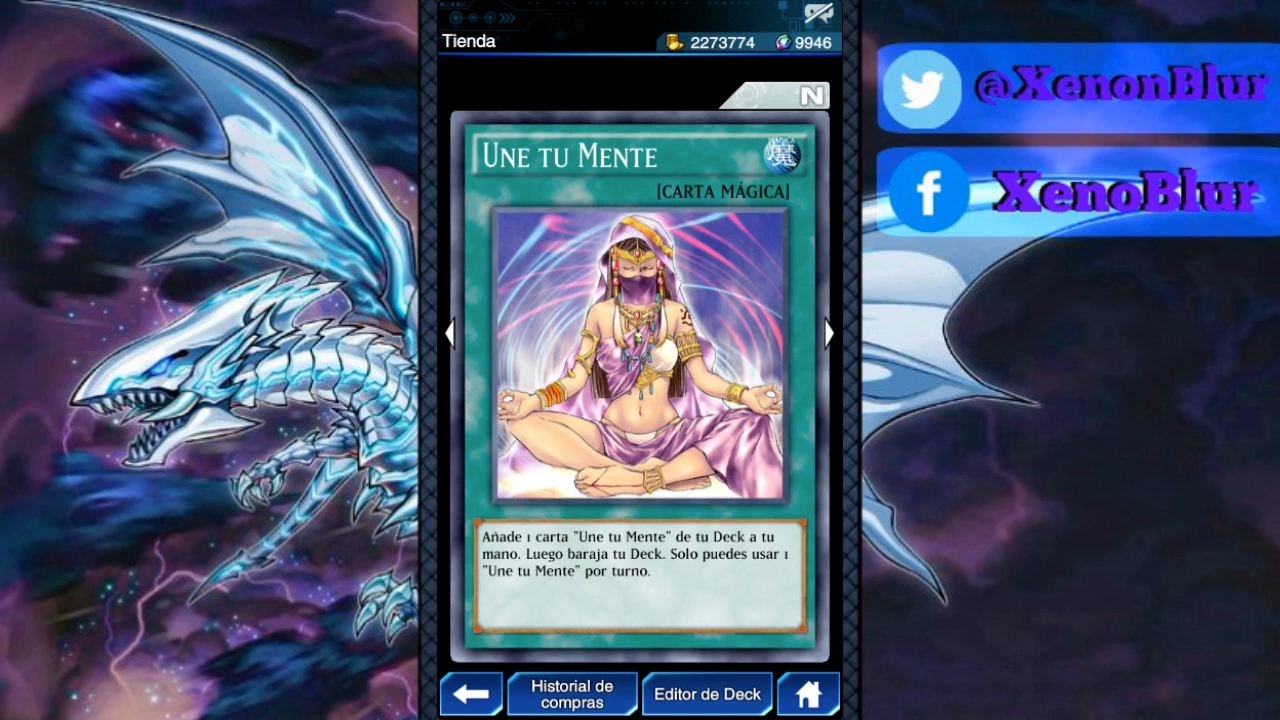 Tienda
2273774
9946
N
Une tu Mente
[CARTA MÁGICA]
Añade 1 carta "Une tu Mente" de tu Deck a tu
mano. Luego baraja tu Deck. Solo puedes usar 1
"Une tu Mente" por turno.
Historial de
compras
Editor de Deck
@XenonBlur
XenoBlur